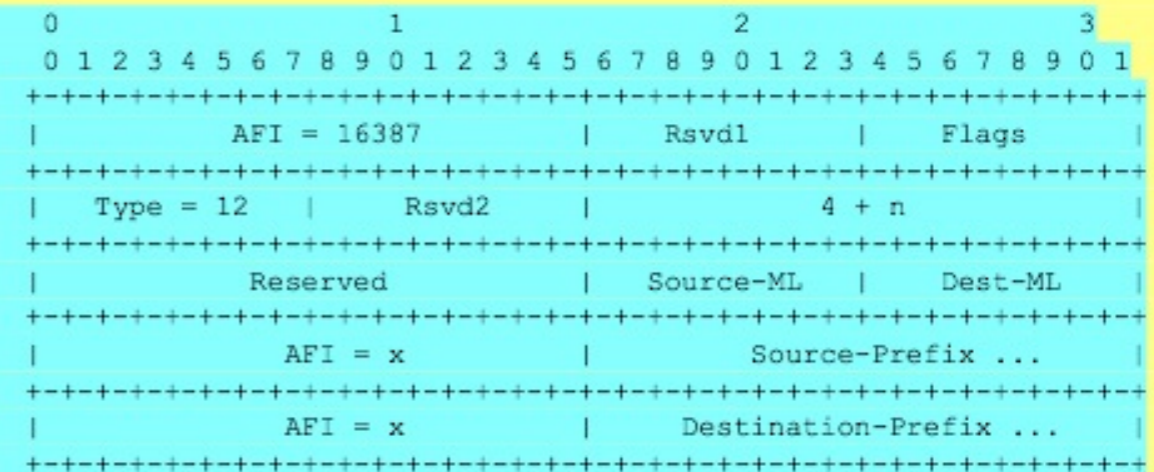 0                   1                   2                   3
0 1 2 3 4 5 6 7 8 9 0 1 2 3 4 5 6 7 8 9 0 1 2 3 4 5 6 7 8 9 0 1
+-+-+-+-+-+-+-+-+-+-+-+-+-+-+-+-+-+-+-+-+-+-+-+-+-+-+-+-+-+-+-+-+
|           AFI = 16387         |    Rsvd1      |    Flags      |
+-+-+-+-+-+-+-+-+-+-+-+-+-+-+-+-+-+-+-+-+-+-+-+-+-+-+-+-+-+-+-+-+
|   Type = 12   |     Rsvd2     |             4 + n             |
+-+-+-+-+-+-+-+-+-+-+-+-+-+-+-+-+-+-+-+-+-+-+-+-+-+-+-+-+-+-+-+-+
|            Reserved           |   Source-ML   |    Dest-ML    |
+-+-+-+-+-+-+-+-+-+-+-+-+-+-+-+-+-+-+-+-+-+-+-+-+-+-+-+-+-+-+-+-+
|              AFI = x          |         Source-Prefix ...     |
+-+-+-+-+-+-+-+-+-+-+-+-+-+-+-+-+-+-+-+-+-+-+-+-+-+-+-+-+-+-+-+-+
|              AFI = x          |     Destination-Prefix ...    |
+-+-+-+-+-+-+-+-+-+-+-+-+-+-+-+-+-+-+-+-+-+-+-+-+-+-+-+-+-+-+-+-+